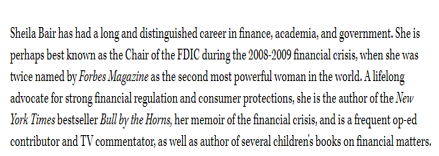 Sheila Bair has had a long and distinguished career in finance, academia, and government. She is
perhaps best known as the Chair of the FDIC during the 2008-2009 financial crisis, when she was
twice named by Forbes Magazine as the second most powerful woman in the world. A lifelong
advocate for strong financial regulation and consumer protections, she is the author of the New
York Times bestseller Bull by the Horns, her memoir of the financial crisis, and is a frequent op-ed
contributor and TV commentator, as well as author of several children's books on financial matters.